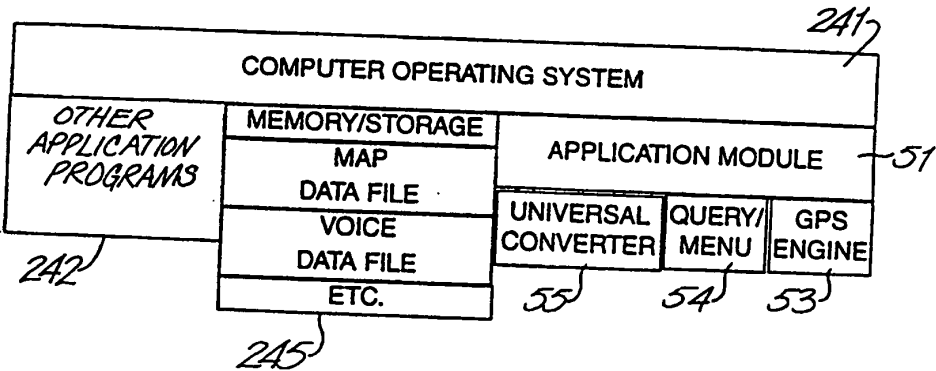 241
COMPUTER OPERATING SYSTEM
OTHER
APPLICATION
PROGRAMS
MEMORY/STORAGE
MAP
DATA FILE
VOICE
DATA FILE
ETC.
APPLICATION MODULE
51
UNIVERSAL
CONVERTER
QUERY/
MENU
GPS
ENGINE
242
245
55
54
53